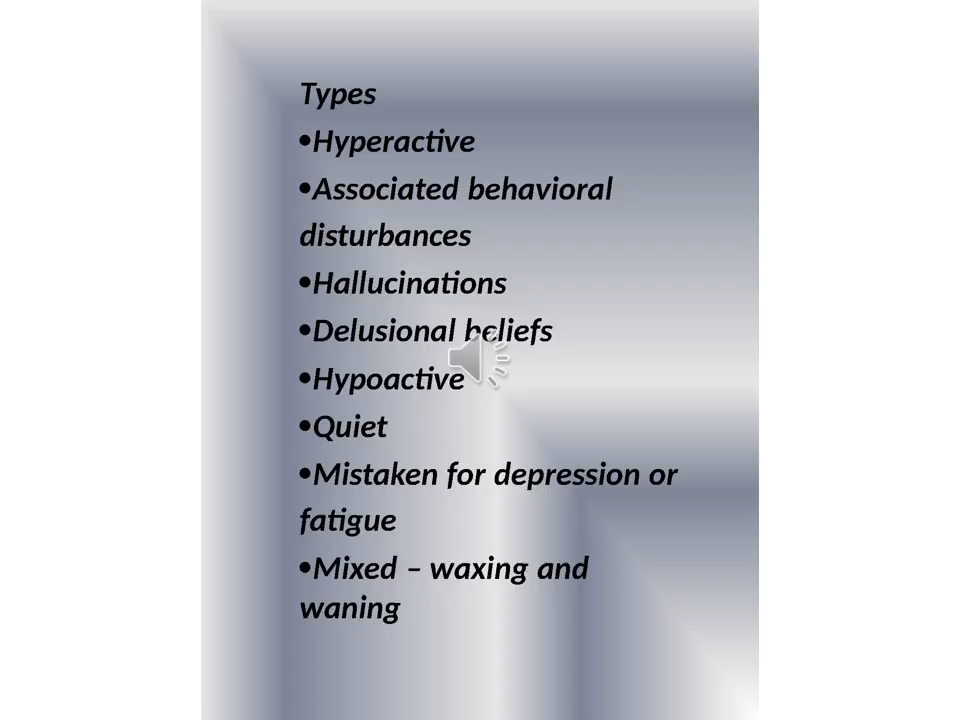 Types
•Hyperactive
•Associated behavioral
disturbances
•Hallucinations
•Delusional beliefs
•Hypoactive
•Quiet
•Mistaken for depression or
fatigue
•Mixed – waxing and
waning